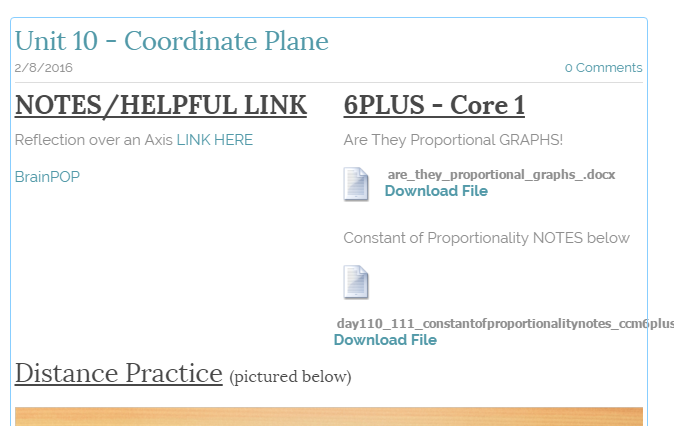 Unit 10 - Coordinate Plane
2/8/2016
0 Comments
NOTES/HELPFUL LINK
Reflection over an Axis LINK HERE
BrainPOP
6PLUS - Core 1
Are They Proportional GRAPHS!
are_they_proportional_graphs_.docx
Download File
Constant of Proportionality NOTES below
day110_111_constantofproportionalitynotes_ccm6plus
Download File
Distance Practice (pictured below)